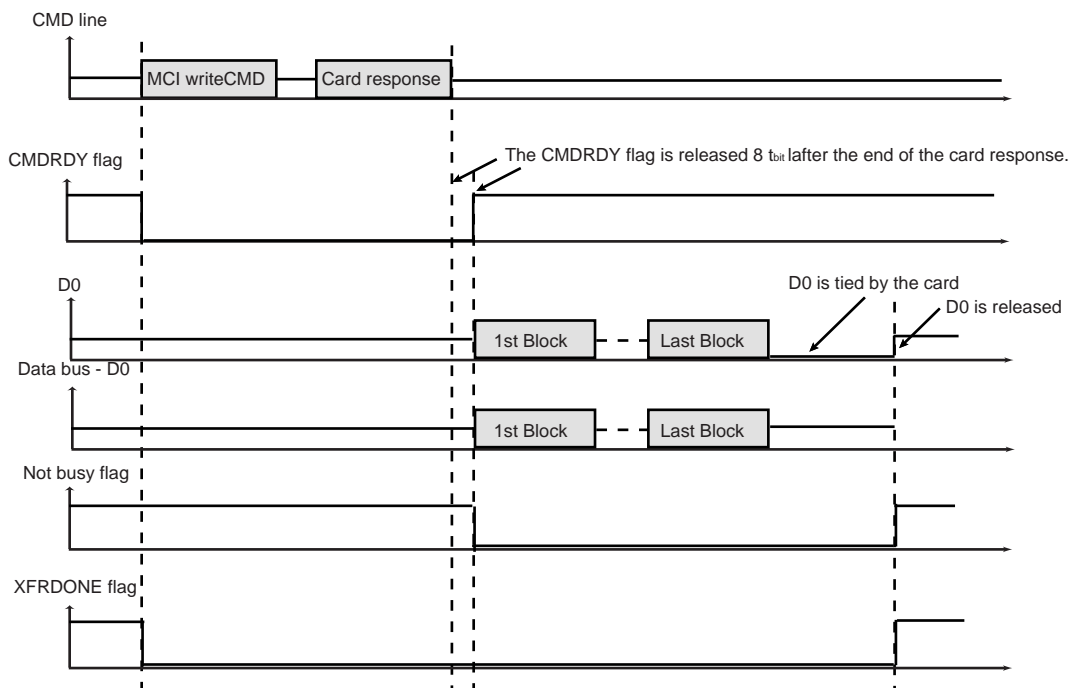 CMD line
MCI writeCMD
Card response
CMDRDY flag
The CMDRDY flag is released 8 tbit lafter the end of the card response.
D0
D0 is tied by the card
D0 is released
1st Block
Last Block
Data bus - D0
1st Block
Last Block
Not busy flag
XFRDONE flag